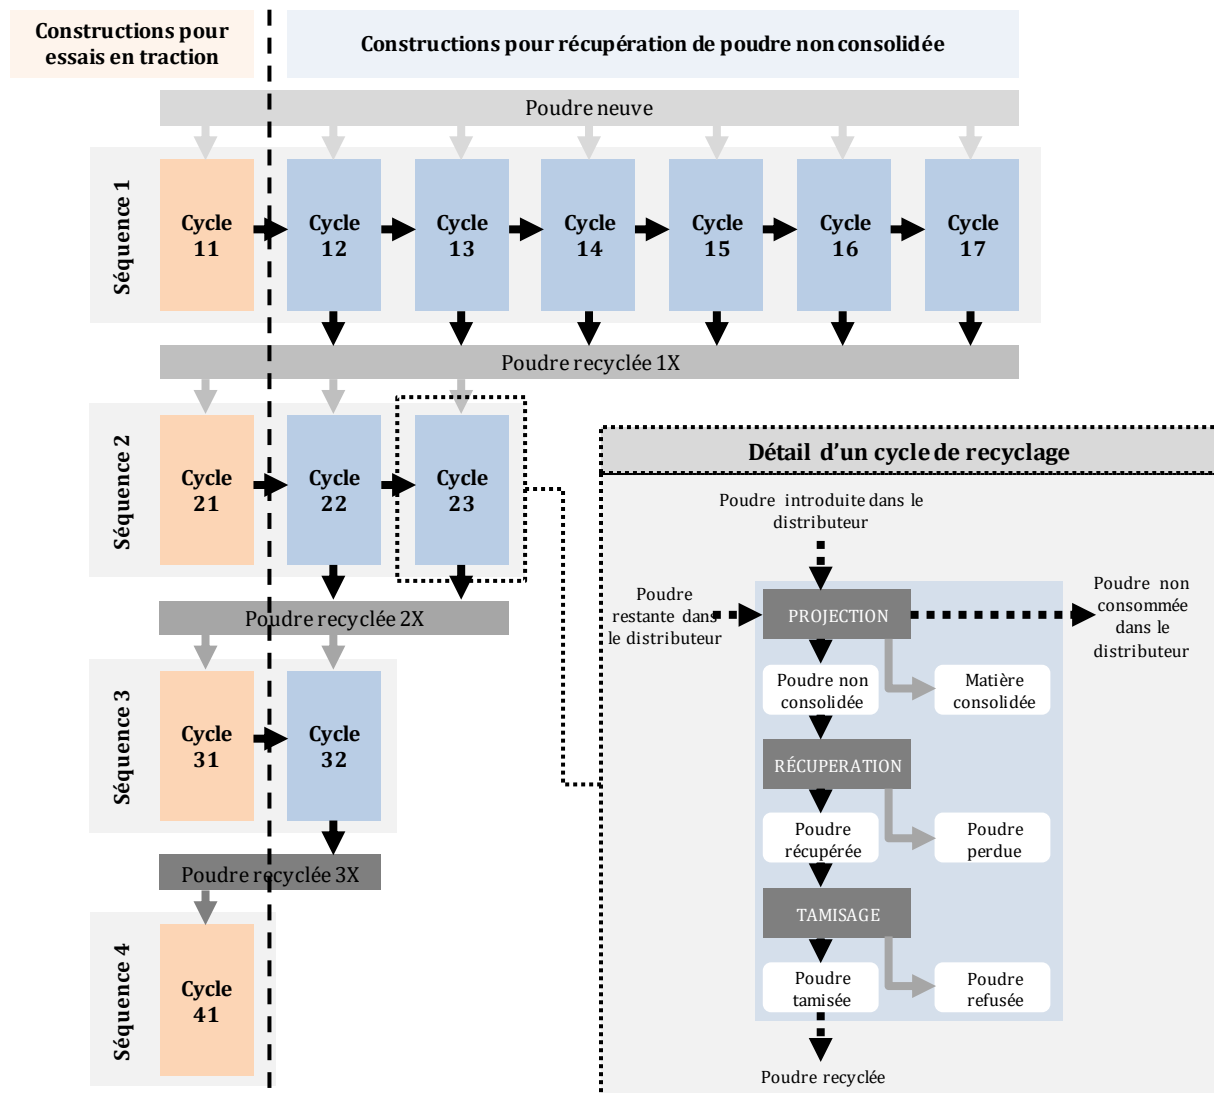 Constructions pour
essais en traction
Constructions pour récupération de poudre non consolidée
Poudre neuve
Séquence 1
Cycle
11
Cycle
12
Cycle
13
Cycle
14
Cycle
15
Cycle
16
Cycle
17
Poudre recyclée 1X
Séquence 2
Cycle
21
Cycle
22
Cycle
23
Poudre recyclée 2X
Séquence 3
Cycle
31
Cycle
32
Poudre recyclée 3X
Séquence 4
Cycle
41
Détail d'un cycle de recyclage
Poudre introduite dans le
distributeur
Poudre
restante dans
le distributeur
PROJECTION
Poudre non
consommée
dans le
distributeur
Poudre non
consolidée
Matière
consolidée
RÉCUPERATION
Poudre
récupérée
Poudre
perdue
TAMISAGE
Poudre
tamisée
Poudre
refusée
Poudre recyclée